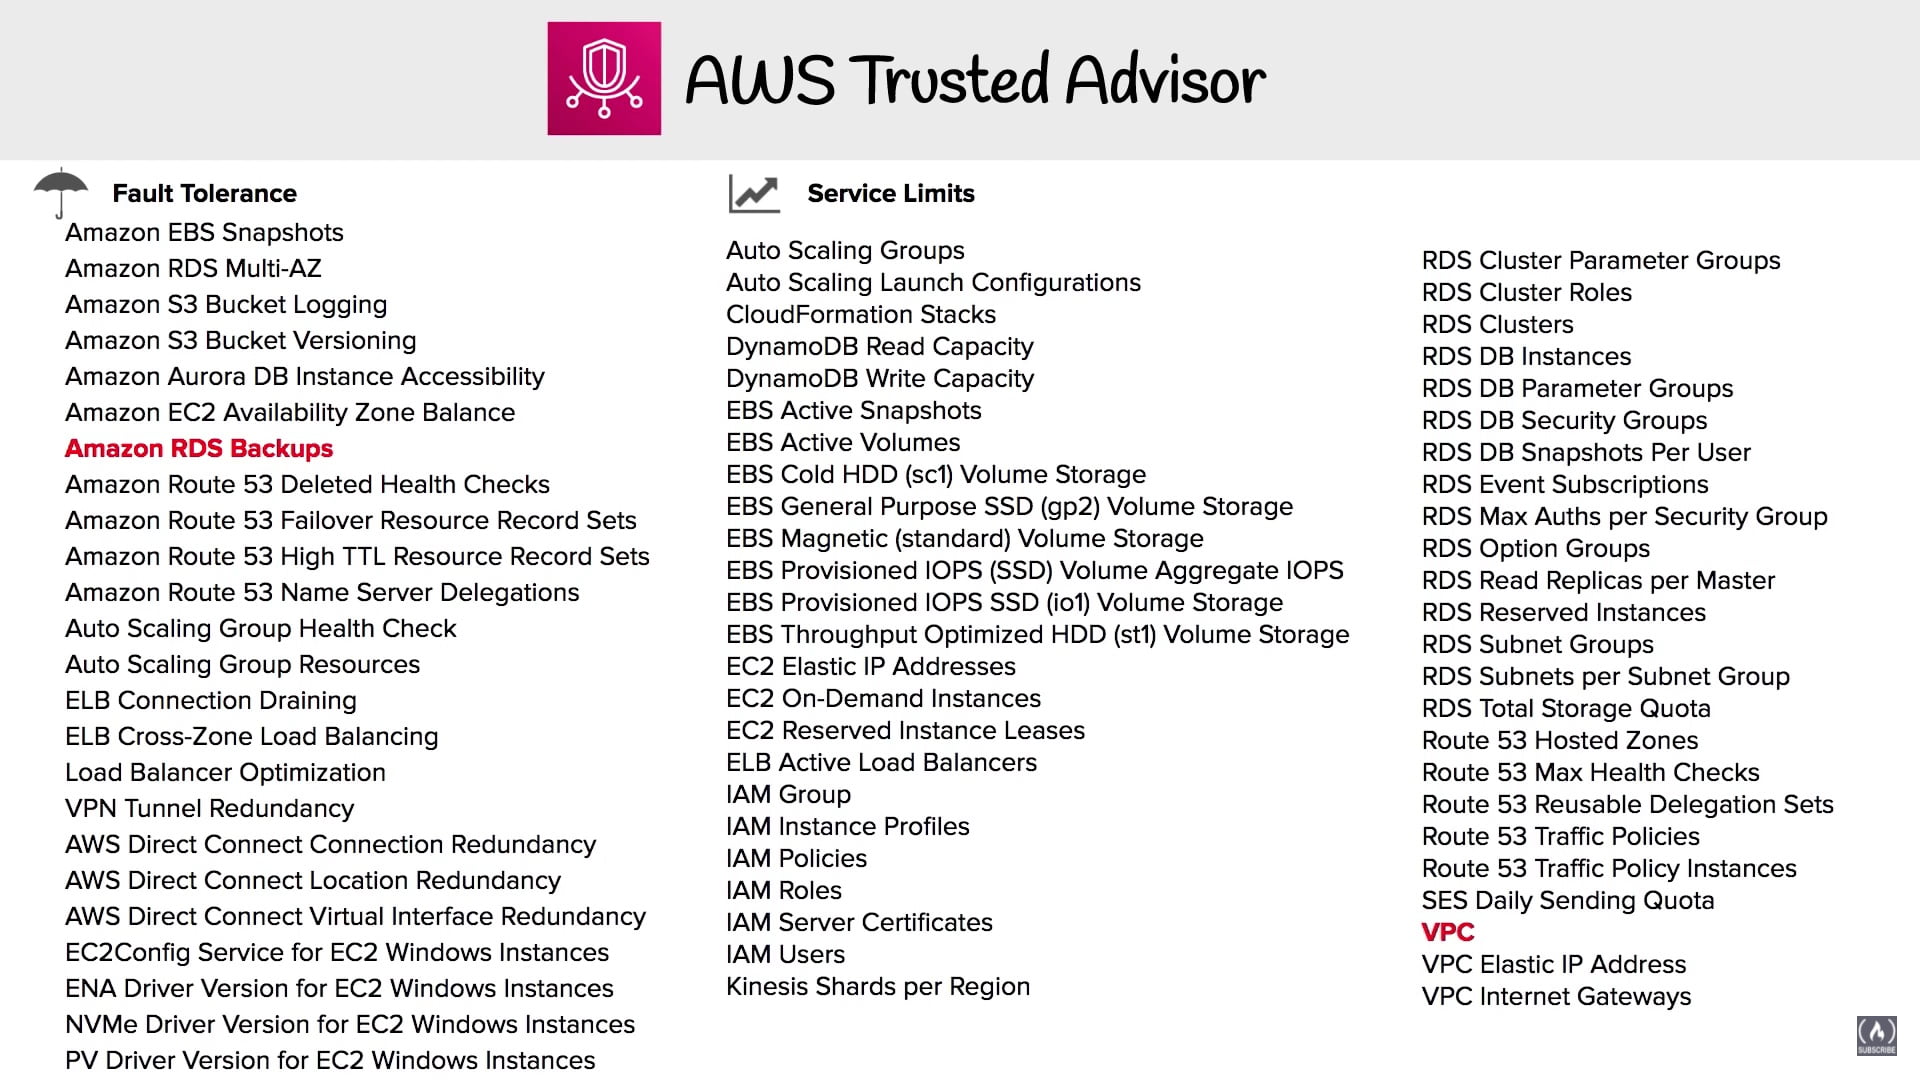 AWS Trusted Advisor
Fault Tolerance
Amazon EBS Snapshots
Amazon RDS Multi-AZ
Amazon S3 Bucket Logging
Amazon S3 Bucket Versioning
Amazon Aurora DB Instance Accessibility
Amazon EC2 Availability Zone Balance
Amazon RDS Backups
Amazon Route 53 Deleted Health Checks
Amazon Route 53 Failover Resource Record Sets
Amazon Route 53 High TTL Resource Record Sets
Amazon Route 53 Name Server Delegations
Auto Scaling Group Health Check
Auto Scaling Group Resources
ELB Connection Draining
ELB Cross-Zone Load Balancing
Load Balancer Optimization
VPN Tunnel Redundancy
AWS Direct Connect Connection Redundancy
AWS Direct Connect Location Redundancy
AWS Direct Connect Virtual Interface Redundancy
EC2Config Service for EC2 Windows Instances
ENA Driver Version for EC2 Windows Instances
NVMe Driver Version for EC2 Windows Instances
PV Driver Version for EC2 Windows Instances
Service Limits
Auto Scaling Groups
Auto Scaling Launch Configurations
CloudFormation Stacks
DynamoDB Read Capacity
DynamoDB Write Capacity
EBS Active Snapshots
EBS Active Volumes
EBS Cold HDD (sc1) Volume Storage
EBS General Purpose SSD (gp2) Volume Storage
EBS Magnetic (standard) Volume Storage
EBS Provisioned IOPS (SSD) Volume Aggregate IOPS
EBS Provisioned IOPS SSD (io1) Volume Storage
EBS Throughput Optimized HDD (st1) Volume Storage
EC2 Elastic IP Addresses
EC2 On-Demand Instances
EC2 Reserved Instance Leases
ELB Active Load Balancers
IAM Group
IAM Instance Profiles
IAM Policies
IAM Roles
IAM Server Certificates
IAM Users
Kinesis Shards per Region
RDS Cluster Parameter Groups
RDS Cluster Roles
RDS Clusters
RDS DB Instances
RDS DB Parameter Groups
RDS DB Security Groups
RDS DB Snapshots Per User
RDS Event Subscriptions
RDS Max Auths per Security Group
RDS Option Groups
RDS Read Replicas per Master
RDS Reserved Instances
RDS Subnet Groups
RDS Subnets per Subnet Group
RDS Total Storage Quota
Route 53 Hosted Zones
Route 53 Max Health Checks
Route 53 Reusable Delegation Sets
Route 53 Traffic Policies
Route 53 Traffic Policy Instances
SES Daily Sending Quota
VPC
VPC Elastic IP Address
VPC Internet Gateways
SUBSCRIBE